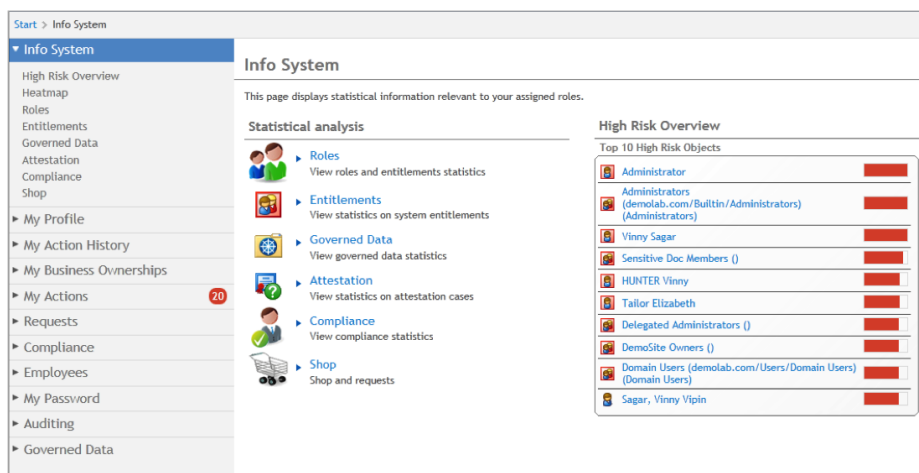 Start > Info System
Info System
High Risk Overview
Heatmap
Roles
Entitlements
Governed Data
Attestation
Compliance
Shop
My Profile
My Action History
My Business Ownerships
My Actions 20
Requests
Compliance
Employees
My Password
Auditing
Governed Data
Info System
This page displays statistical information relevant to your assigned roles.
Statistical analysis
Roles
View roles and entitlements statistics
Entitlements
View statistics on system entitlements
Governed Data
View governed data statistics
Attestation
View statistics on attestation cases
Compliance
View compliance statistics
Shop
Shop and requests
High Risk Overview
Top 10 High Risk Objects
Administrator
Administrators
(demolab.com/Builtin/Administrators)
(Administrators)
Vinny Sagar
Sensitive Doc Members ()
HUNTER Vinny
Tailor Elizabeth
Delegated Administrators ()
DemoSite Owners ()
Domain Users (demolab.com/Users/Domain Users)
(Domain Users)
Sagar, Vinny Vipin